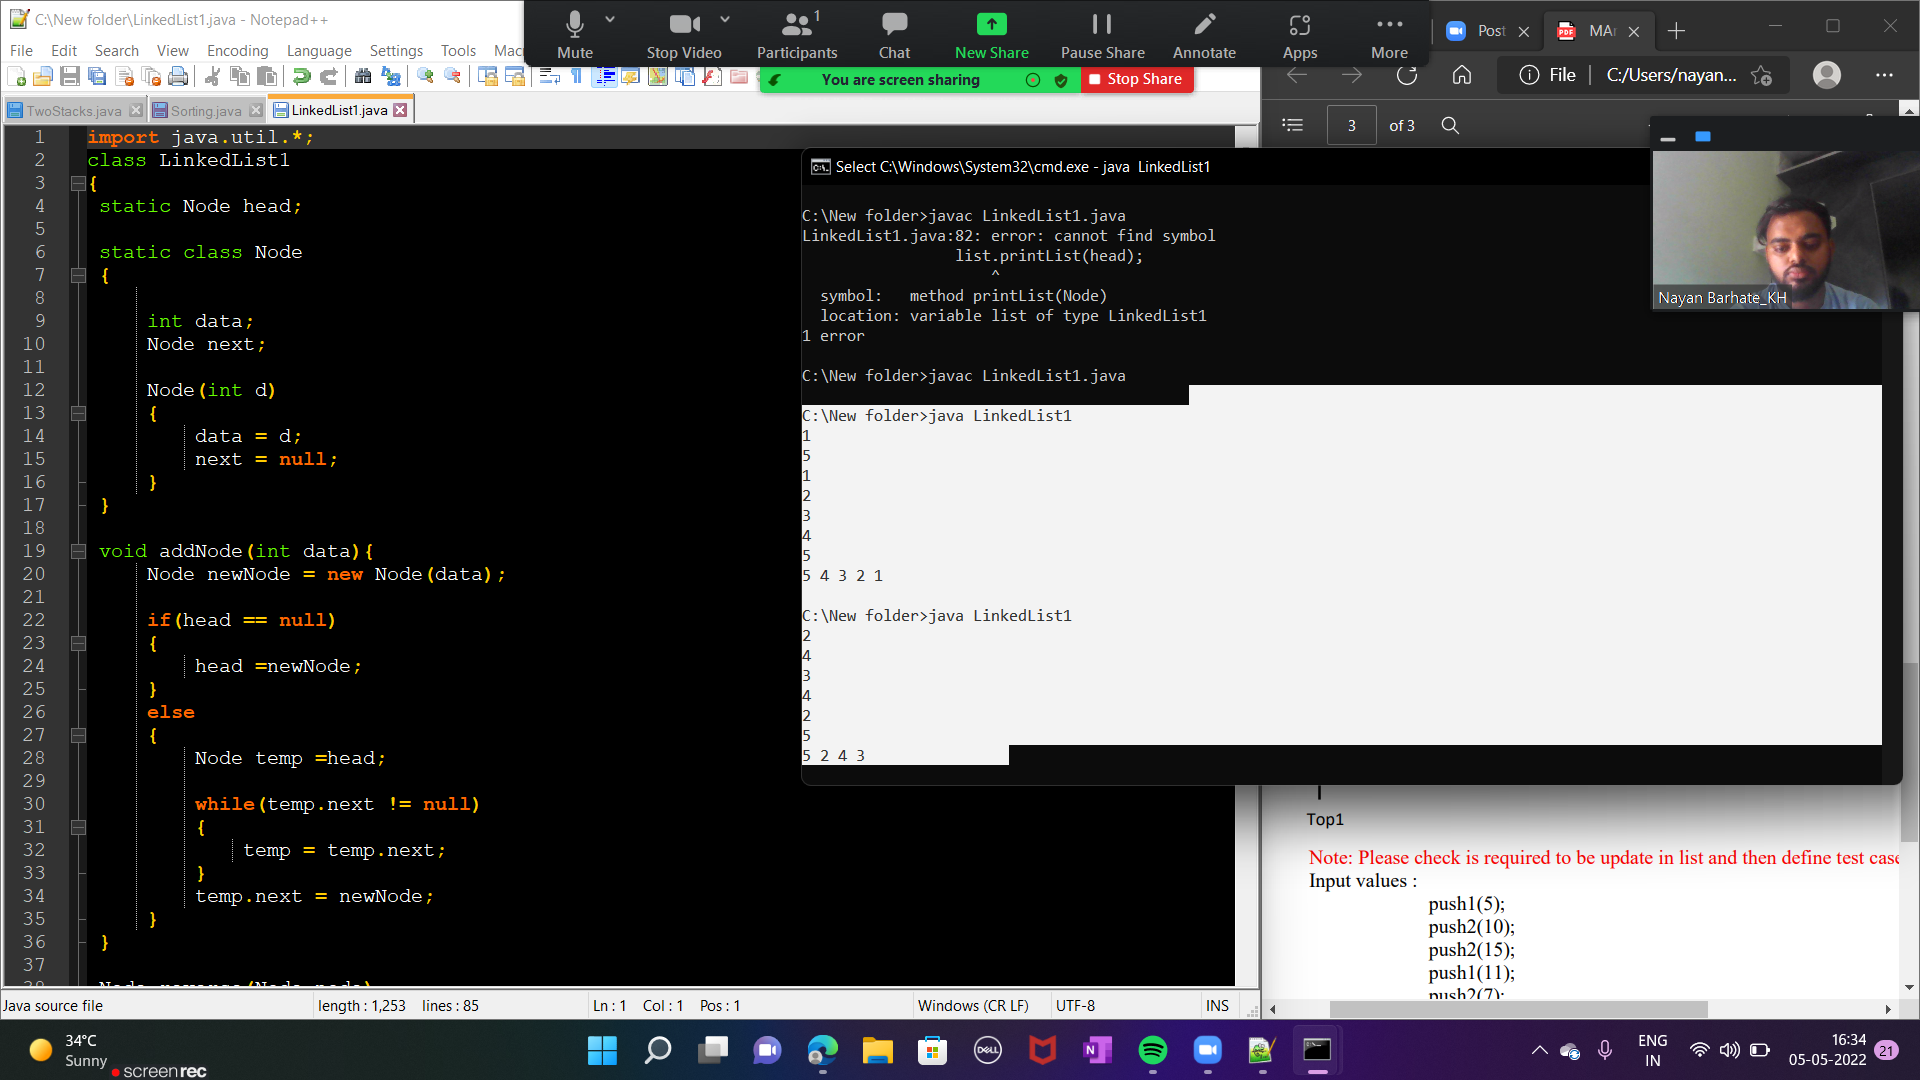 C:\New folder\LinkedList1.java - Notepad++
File Edit Search View Encoding Language Settings Tools
Mute Stop Video Participants 1 Chat New Share Pause Share Annotate Apps More
You are screen sharing Stop Share
Post
File C:/Users/nayan...
3 of 3
TwoStacks.java Sorting.java LinkedList1.java
1 import java.util.*;
2 class LinkedList1
3 {
4 static Node head;
5
6 static class Node
7 {
8
9 int data;
10 Node next;
11
12 Node(int d)
13 {
14 data = d;
15 next = null;
16 }
17 }
18
19 void addNode(int data){
20 Node newNode = new Node(data);
21
22 if(head == null)
23 {
24 head =newNode;
25 }
26 else
27 {
28 Node temp =head;
29
30 while(temp.next != null)
31 {
32 temp = temp.next;
33 }
34 temp.next = newNode;
35 }
36 }
37
Select C:\Windows\System32\cmd.exe - java  LinkedList1
C:\New folder>javac LinkedList1.java
LinkedList1.java:82: error: cannot find symbol
list.printList(head);
^
symbol:   method printList(Node)
location: variable list of type LinkedList1
1 error
C:\New folder>javac LinkedList1.java
C:\New folder>java LinkedList1
1
5
1
2
3
4
5
5 4 3 2 1
C:\New folder>java LinkedList1
2
4
3
4
2
5
5 2 4 3
Nayan Barhate_KH
Top1
Note: Please check is required to be update in list and then define test case
Input values :
push1(5);
push2(10);
push2(15);
push1(11);
push2(7);
Java source file length : 1,253 lines : 85 Ln : 1 Col : 1 Pos : 1 Windows (CR LF) UTF-8 INS
34°C
Sunny
screenrec
DELL
ENG
IN
16:34
05-05-2022
21